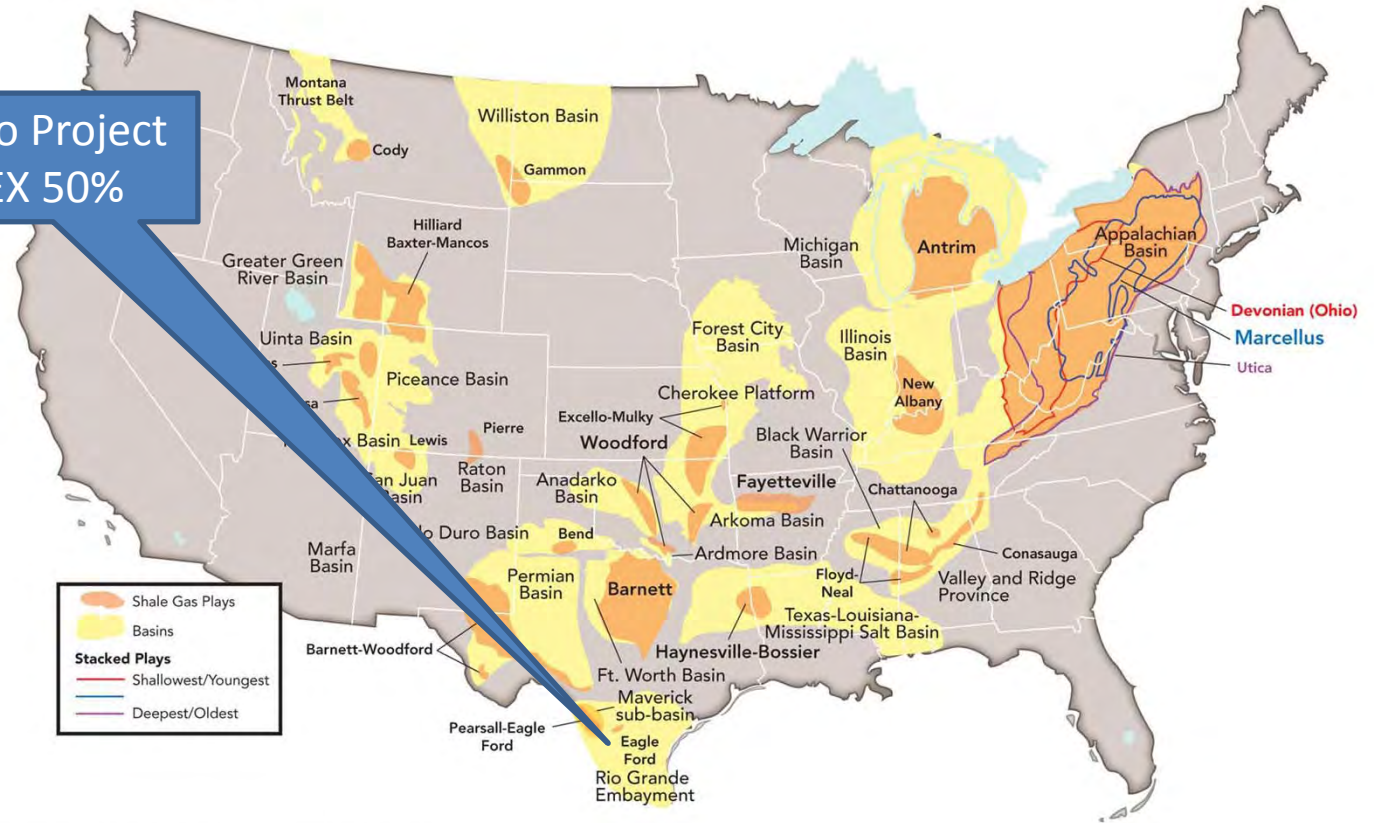 Project
50%
Montana
Thrust Belt
Cody
Williston Basin
Gammon
Hilliard
Baxter-Mancos
Greater Green
River Basin
Uinta Basin
Piceance Basin
Basin
Lewis
Pierre
Raton
Basin
Juan
Michigan
Basin
Antrim
Appalachian
Basin
Devonian (Ohio)
Marcellus
Utica
Forest City
Basin
Illinois
Basin
New
Albany
Cherokee Platform
Excello-Mulky
Woodford
Black Warrior
Basin
Anadarko
Basin
Fayetteville
Chattanooga
Duro Basin
Bend
Arkoma Basin
Ardmore Basin
Conasauga
Marfa
Basin
Permian
Basin
Barnett
Floyd-
Neal
Valley and Ridge
Province
Texas-Louisiana-
Mississippi Salt Basin
Barnett-Woodford
Haynesville-Bossier
Ft. Worth Basin
Maverick
sub-basin
Pearsall-Eagle
Ford
Eagle
Ford
Rio Grande
Embayment
Shale Gas Plays
Basins
Stacked Plays
Shallowest/Youngest
Deepest/Oldest